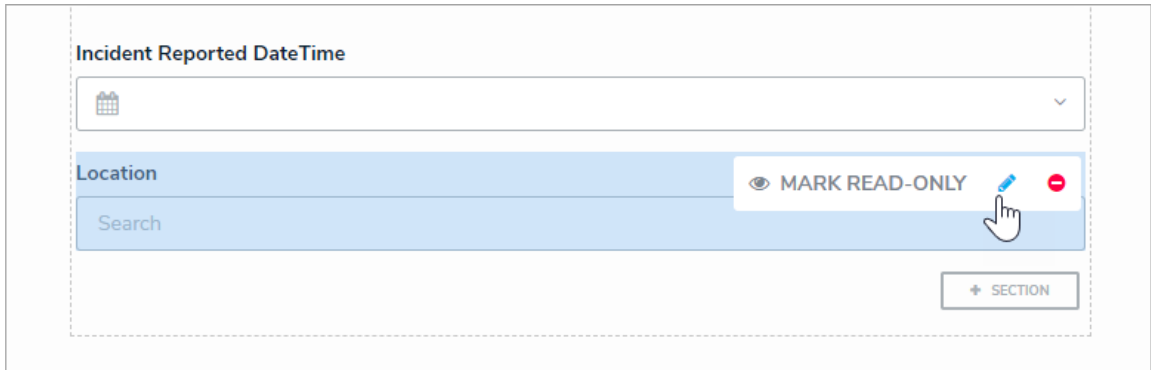 Incident Reported DateTime
Location
MARK READ-ONLY
Search
+ SECTION